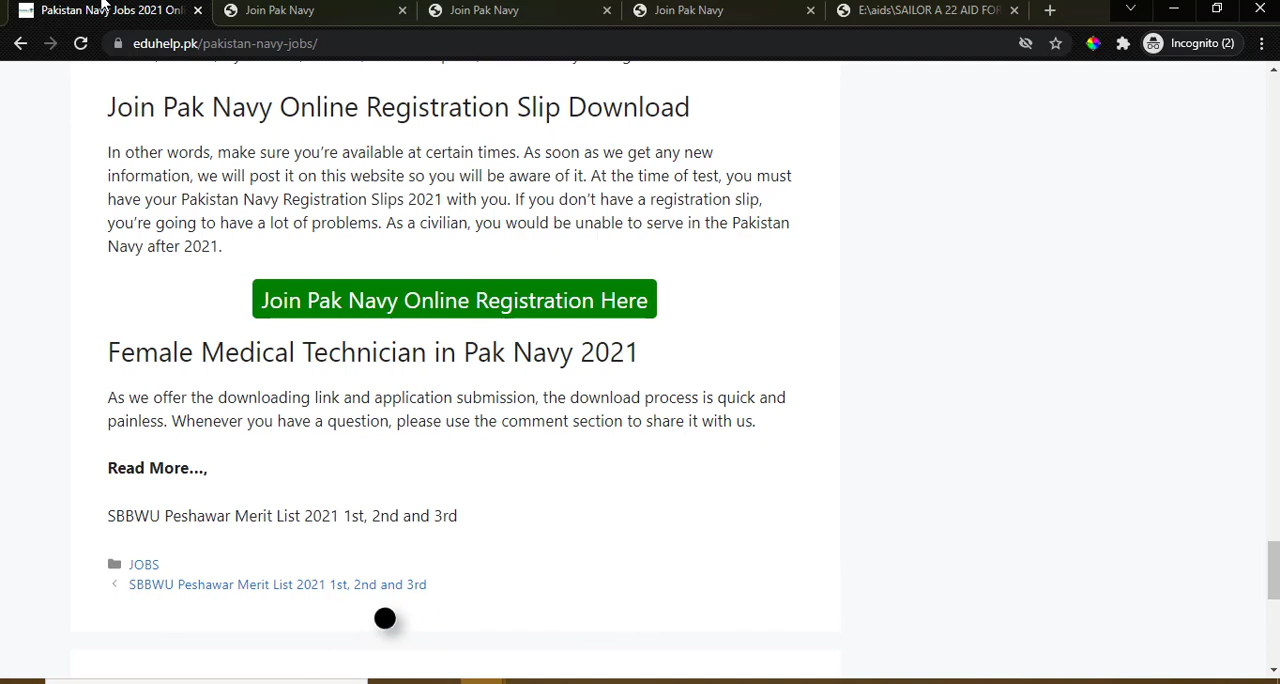 Pakistan Navy Jobs 2021 Onli
Join Pak Navy
Join Pak Navy
Join Pak Navy
E:\aids\SAILOR A 22 AID FOR
eduhelp.pk/pakistan-navy-jobs/
Incognito (2)
Join Pak Navy Online Registration Slip Download
In other words, make sure you're available at certain times. As soon as we get any new
information, we will post it on this website so you will be aware of it. At the time of test, you must
have your Pakistan Navy Registration Slips 2021 with you. If you don't have a registration slip,
you're going to have a lot of problems. As a civilian, you would be unable to serve in the Pakistan
Navy after 2021.
Join Pak Navy Online Registration Here
Female Medical Technician in Pak Navy 2021
As we offer the downloading link and application submission, the download process is quick and
painless. Whenever you have a question, please use the comment section to share it with us.
Read More...,
SBBWU Peshawar Merit List 2021 1st, 2nd and 3rd
JOBS
SBBWU Peshawar Merit List 2021 1st, 2nd and 3rd